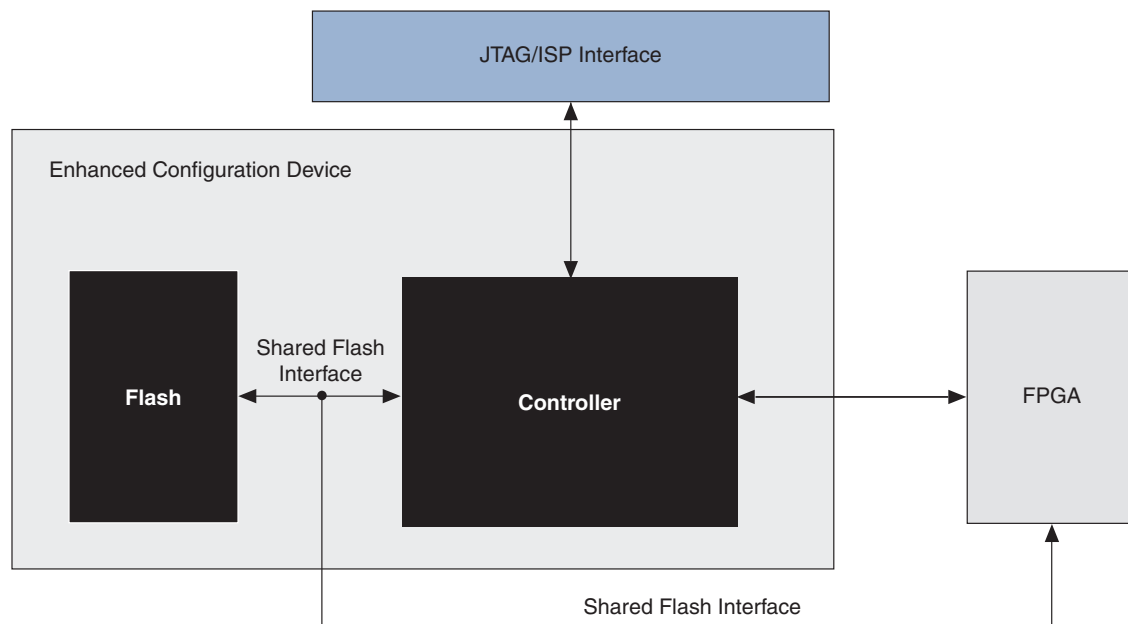 JTAG/ISP Interface
Enhanced Configuration Device
Shared Flash
Interface
Flash
Controller
FPGA
Shared Flash Interface